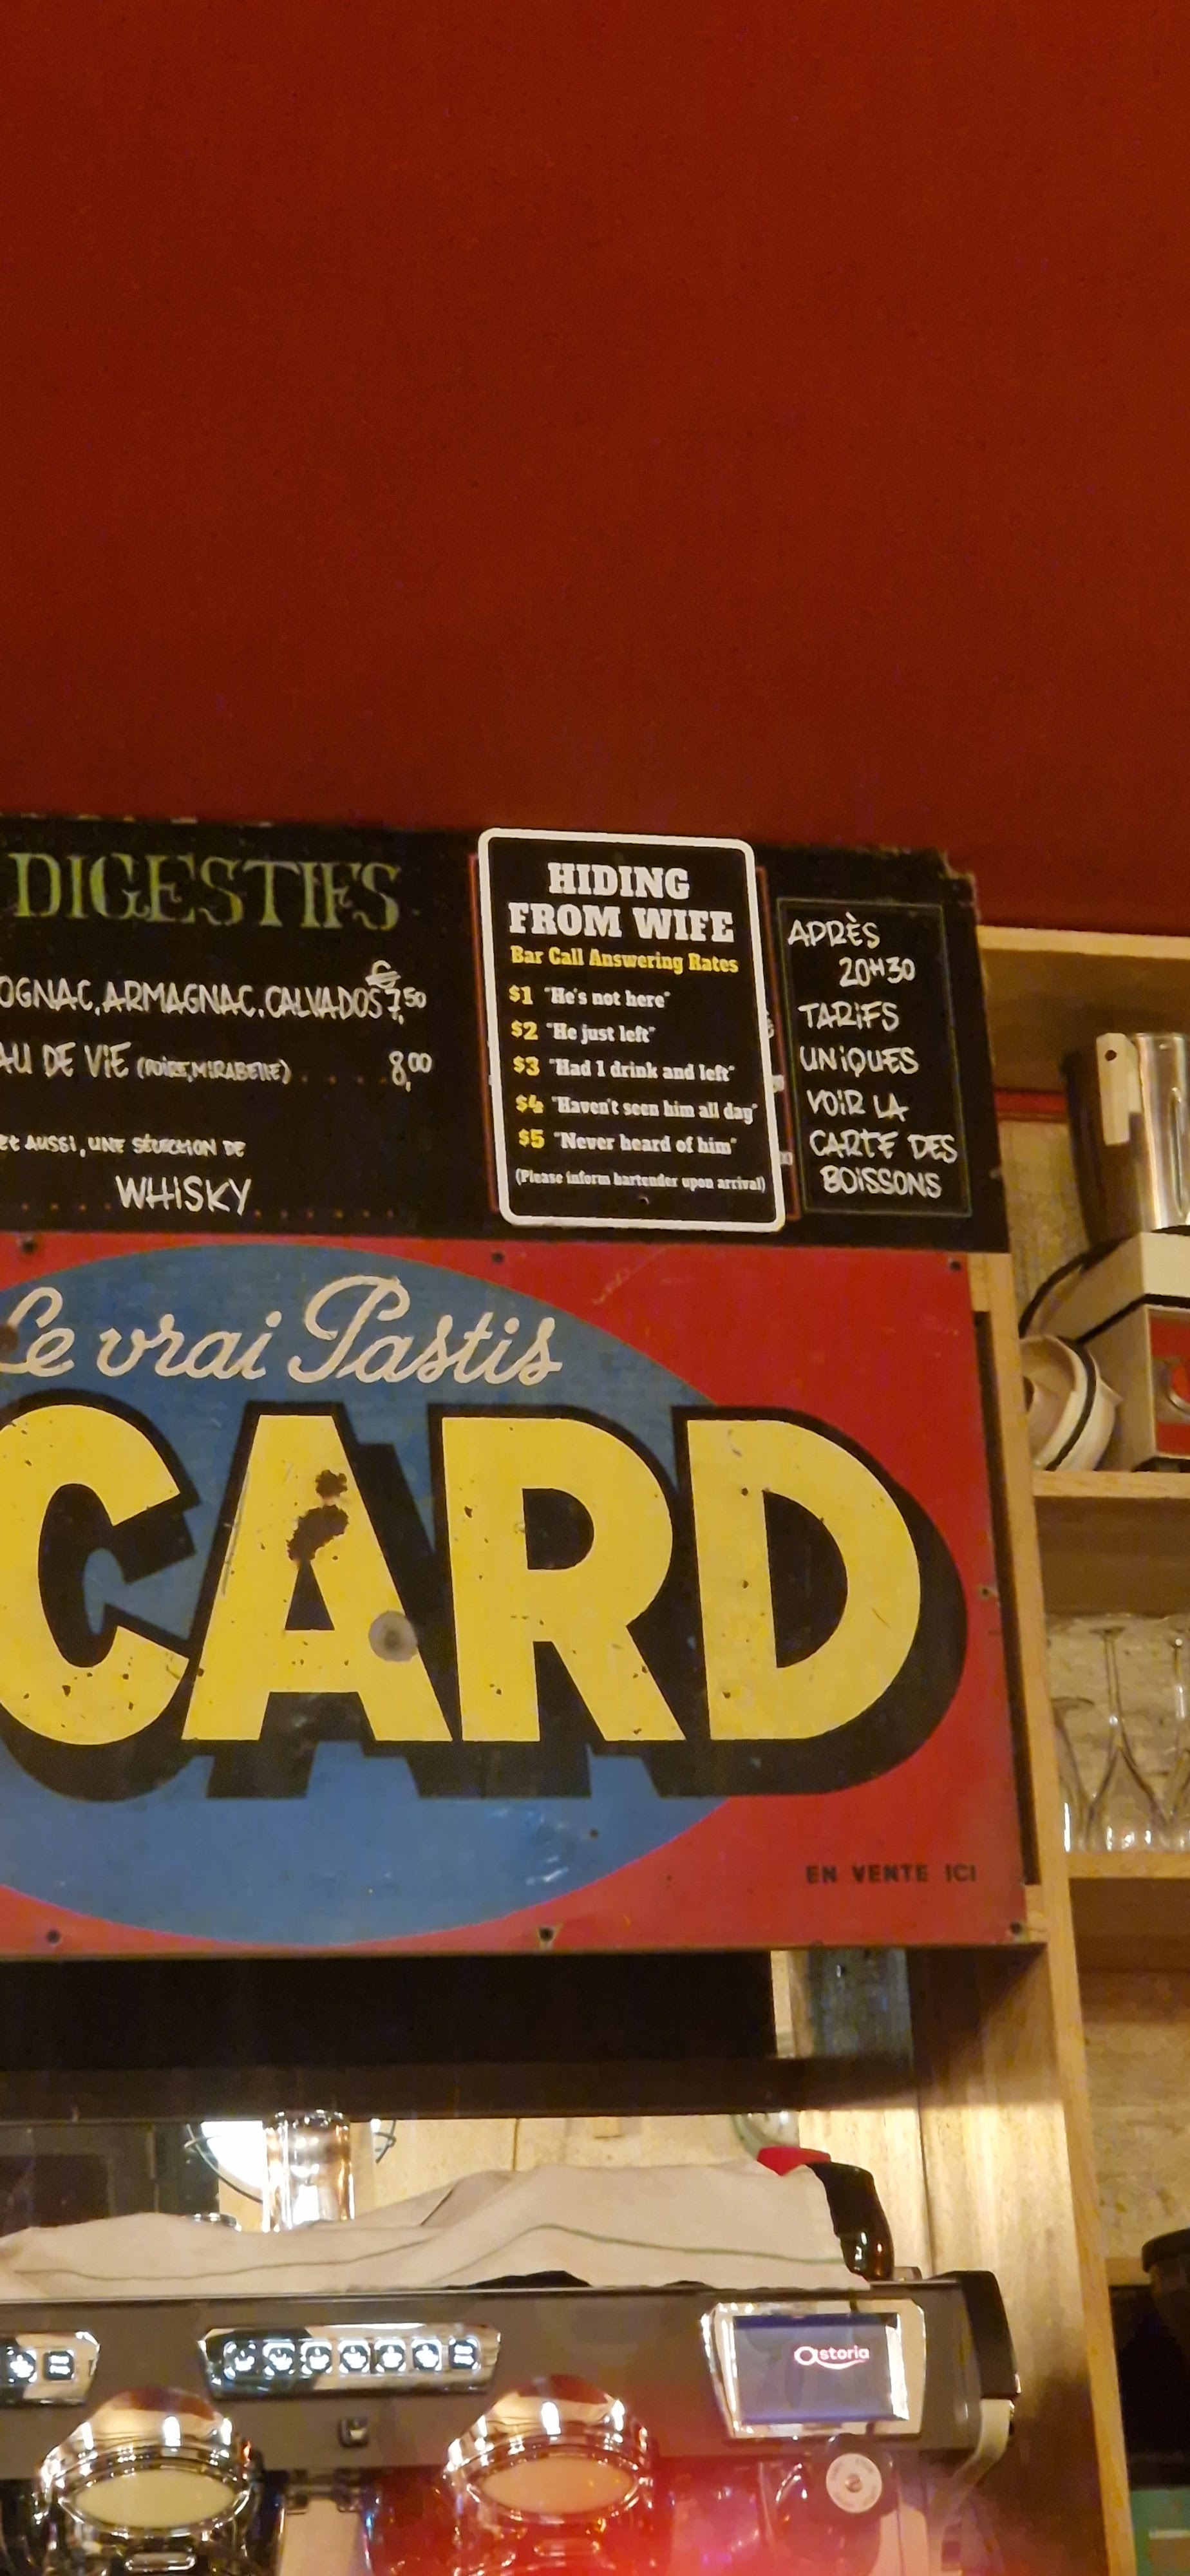 DIGESTIFS
€
OGNAC, ARMAGNAC, CALVADOS 7,50
AU DE VIE (POIRE, MIRABELLE) . . . . . 8,00
et AUSSI, UNE SÉLECTION DE
. . . . . WHISKY . . . . . .
HIDING
FROM WIFE
Bar Call Answering Rates
$1 "He's not here"
$2 "He just left"
$3 "Had 1 drink and left"
$4 "Haven't seen him all day"
$5 "Never heard of him"
(Please inform bartender upon arrival)
APRÈS
20H30
TARIFS
UNIQUES
VOIR LA
CARTE DES
BOISSONS
Le vrai Pastis
CARD
EN VENTE ICI
astoria